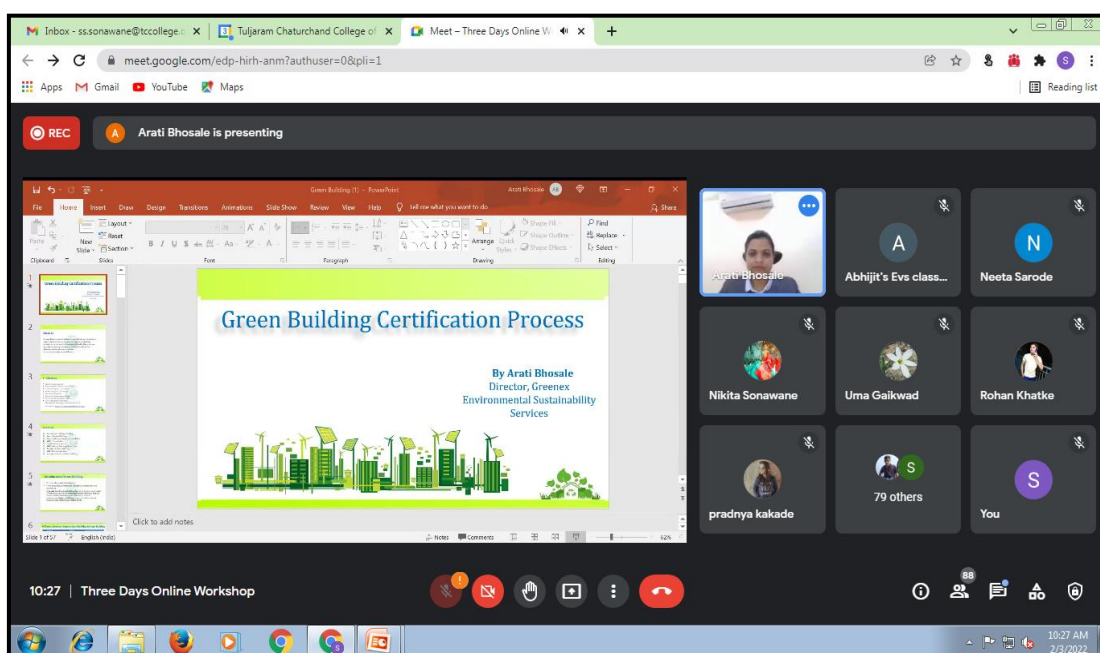 Inbox - ss.sonawane@tccollege.
Tuljaram Chaturchand College of
Meet – Three Days Online W
meet.google.com/edp-hirh-anm?authuser=0&pli=1
S
Apps Gmail YouTube Maps
Reading list
REC
A Arati Bhosale is presenting
Green Building (1) - PowerPoint
Arati Bhosale AB
File Home Insert Draw Design Transitions Animations Slide Show Review View Help Tell me what you want to do
Share
Paste
New Slide
Layout
Reset
Section
Arrange
Quick Styles
Shape Fill
Shape Outline
Shape Effects
Find
Replace
Select
Clipboard Slides Font Paragraph Drawing Editing
1
2
3
4
5
6
Green Building Certification Process
By Arati Bhosale
Director, Greenex
Environmental Sustainability
Services
Click to add notes
Slide 1 of 57 English (India)
Notes Comments
62%
Arati Bhosale
A
Abhijit's Evs class...
N
Neeta Sarode
Nikita Sonawane
Uma Gaikwad
Rohan Khatke
pradnya kakade
S
79 others
S
You
10:27 | Three Days Online Workshop
88
10:27 AM
2/3/2022